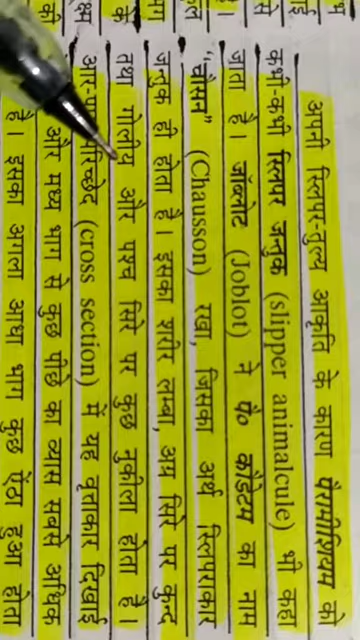 अपनी स्लिपर-तुल्य आकृति के कारण पैरामीशियम को
कभी-कभी स्लिपर जन्तुक (slipper animalcule) भी कहा
जाता है। जॉब्लोट (Joblot) ने पै० कॉडेटम का नाम
"चौसन" (Chausson) रखा, जिसका अर्थ स्लिपराकार
जन्तुक ही होता है। इसका शरीर लम्बा, अग्र सिरे पर कुन्द
तथा गोलीय और पश्च सिरे पर कुछ नुकीला होता है।
आर-पार परिच्छेद (cross section) में यह वृत्ताकार दिखाई
और मध्य भाग से कुछ पीछे का व्यास सबसे अधिक
है। इसका अगला आधा भाग कुछ ऐंठा हुआ होता